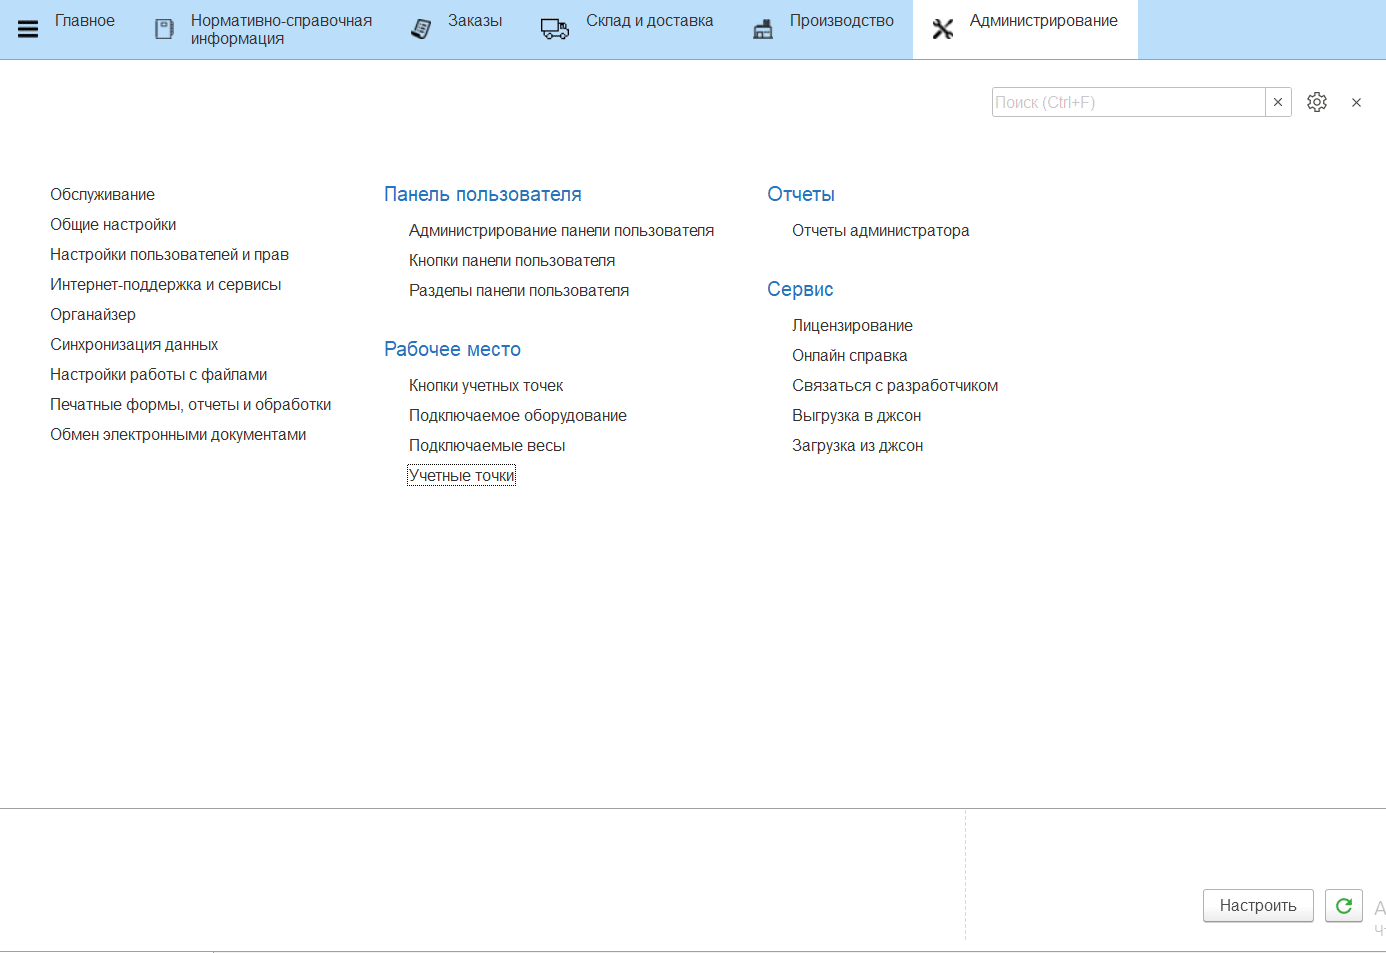 Главное
Нормативно-справочная
информация
Заказы
Склад и доставка
Производство
Администрирование
Поиск (Ctrl+F)
Обслуживание
Общие настройки
Настройки пользователей и прав
Интернет-поддержка и сервисы
Органайзер
Синхронизация данных
Настройки работы с файлами
Печатные формы, отчеты и обработки
Обмен электронными документами
Панель пользователя
Администрирование панели пользователя
Кнопки панели пользователя
Разделы панели пользователя
Рабочее место
Кнопки учетных точек
Подключаемое оборудование
Подключаемые весы
Учетные точки
Отчеты
Отчеты администратора
Сервис
Лицензирование
Онлайн справка
Связаться с разработчиком
Выгрузка в джсон
Загрузка из джсон
Настроить